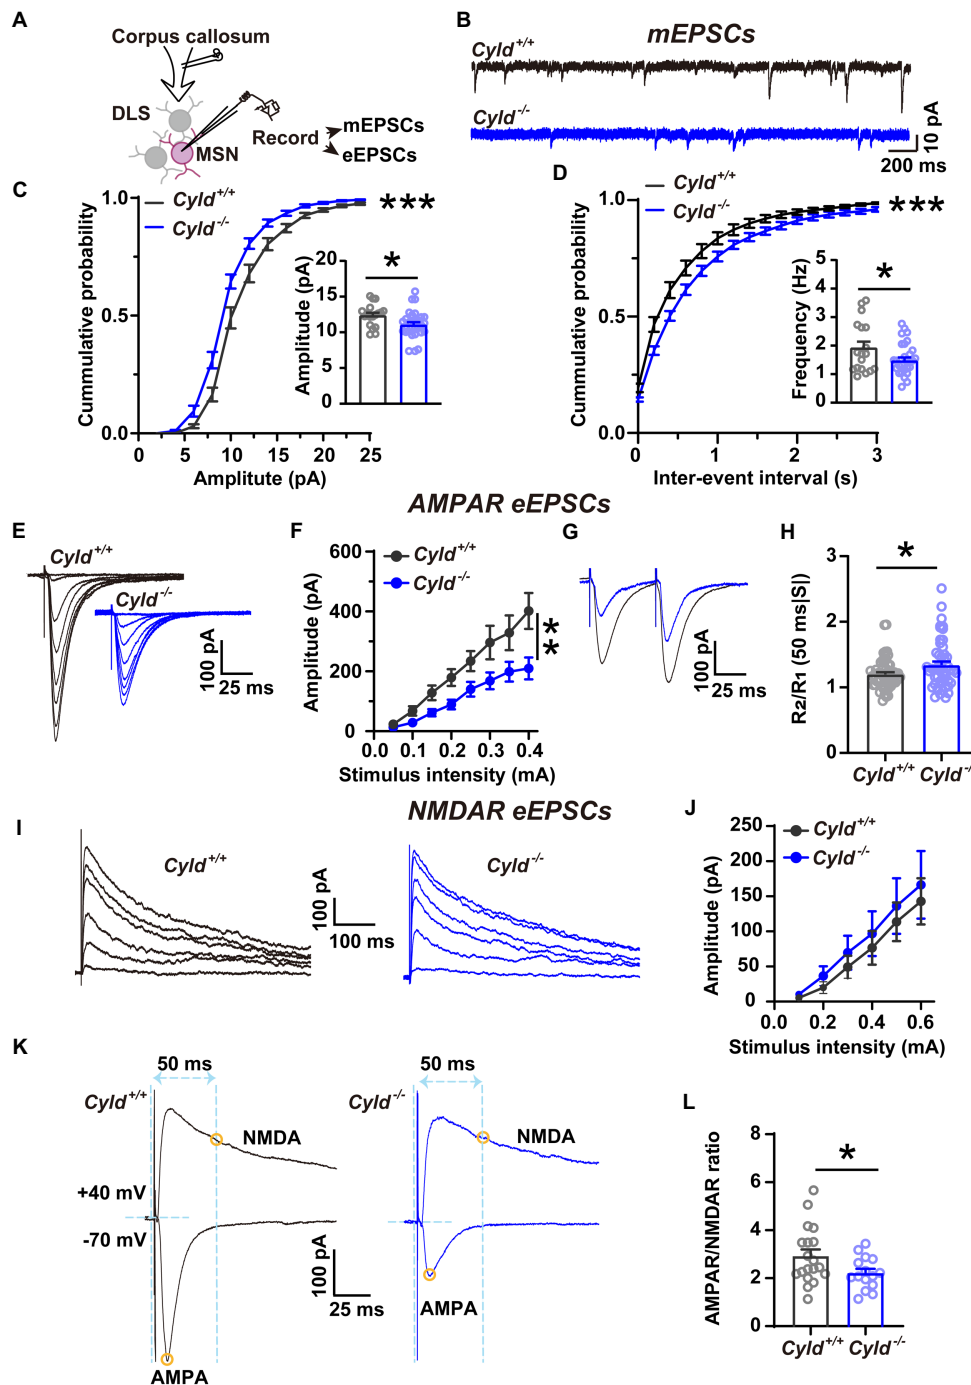 A
Corpus callosum
DLS
MSN
Record
mEPSCs
eEPSCs
B
mEPSCs
Cyld+/+
Cyld-/-
10 pA
200 ms
C
Cyld+/+
Cyld-/-
***
Cummulative probability
1.0
0.5
0.0
0
5
10
15
20
25
Amplitute (pA)
Amplitude (pA)
20
15
10
5
0
*
D
Cyld+/+
Cyld-/-
***
Cummulative probability
1.0
0.5
0.0
0
1
2
3
Inter-event interval (s)
Frequency (Hz)
5
4
3
2
1
0
*
AMPAR eEPSCs
E
Cyld+/+
Cyld-/-
100 pA
25 ms
F
Cyld+/+
Cyld-/-
Amplitude (pA)
600
400
200
0
0.0
0.1
0.2
0.3
0.4
Stimulus intensity (mA)
**
G
100 pA
25 ms
H
R2/R1 (50 ms|S|)
3
2
1
0
*
Cyld+/+
Cyld-/-
NMDAR eEPSCs
I
Cyld+/+
100 pA
100 ms
Cyld-/-
J
Cyld+/+
Cyld-/-
Amplitude (pA)
250
200
150
100
50
0
0.0
0.2
0.4
0.6
Stimulus intensity (mA)
K
50 ms
Cyld+/+
NMDA
+40 mV
-70 mV
AMPA
100 pA
25 ms
50 ms
Cyld-/-
NMDA
AMPA
L
AMPAR/NMDAR ratio
8
6
4
2
0
*
Cyld+/+
Cyld-/-